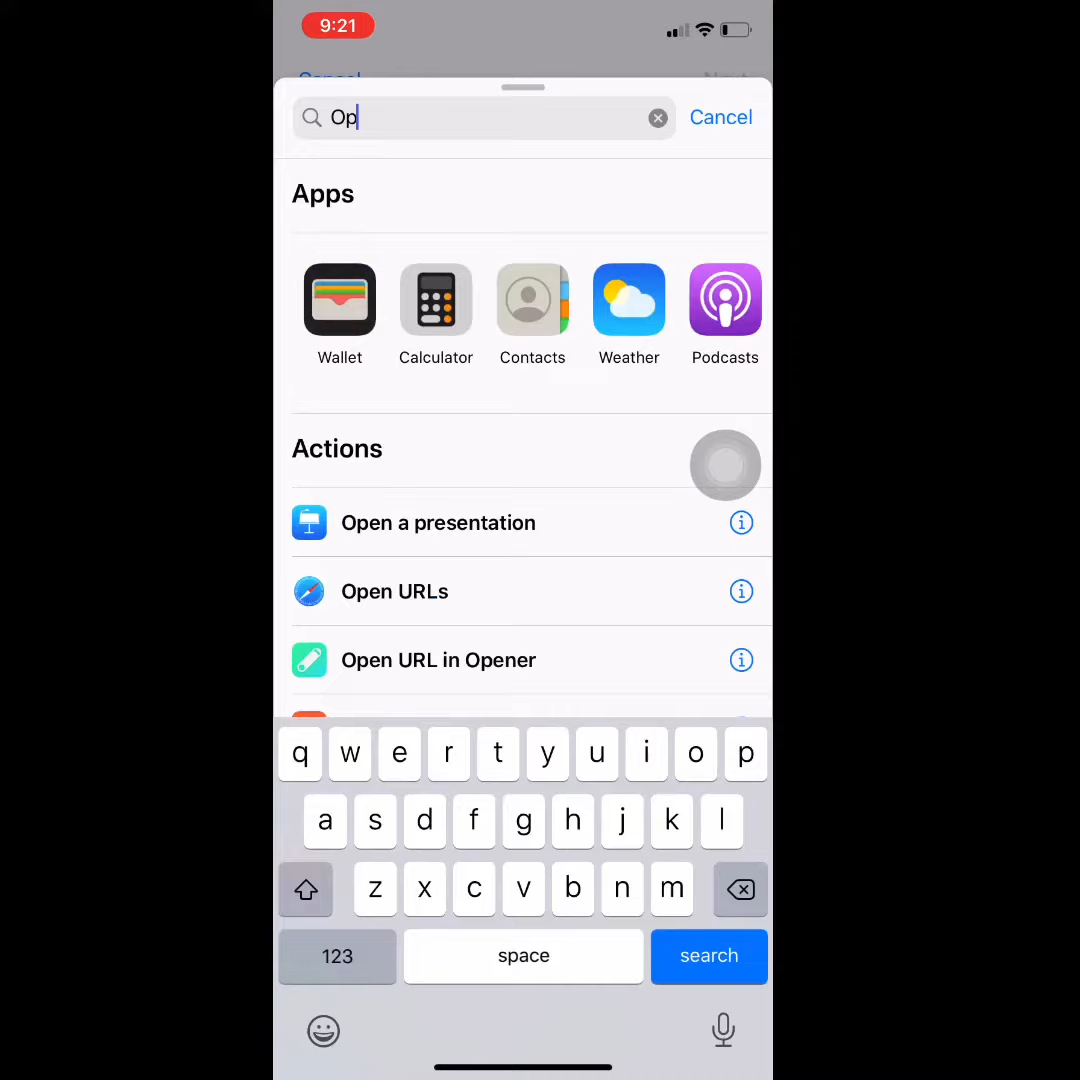 9:21
Op
Cancel
Apps
Wallet Calculator Contacts Weather Podcasts
Actions
Open a presentation
Open URLs
Open URL in Opener
q w e r t y u i o p
a s d f g h j k l
z x c v b n m
123 space search